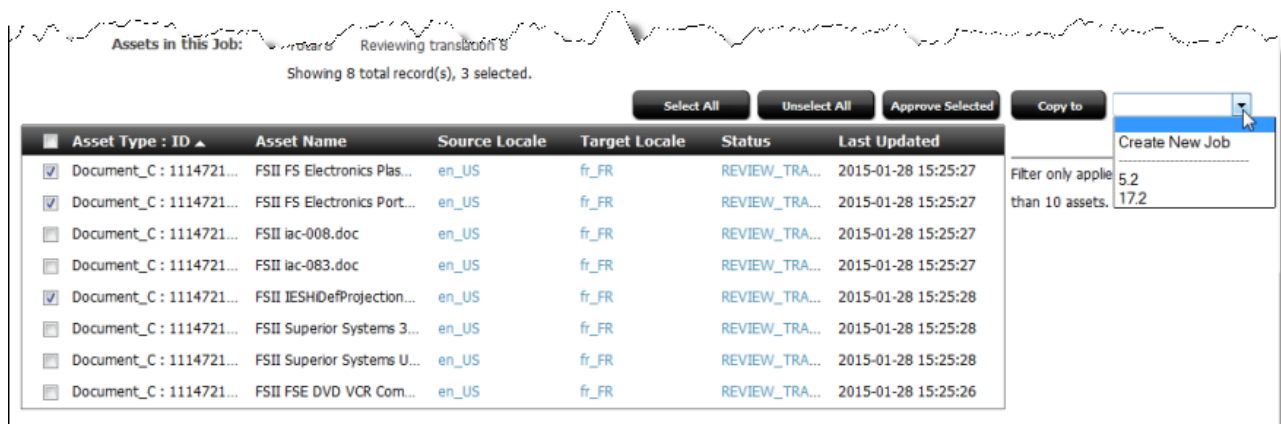 Assets in this Job: Total 8 Reviewing translation 8
Showing 8 total record(s), 3 selected.
Select All Unselect All Approve Selected Copy to
Asset Type : ID Asset Name Source Locale Target Locale Status Last Updated
Create New Job
Document_C : 1114721... FSII FS Electronics Plas... en_US fr_FR REVIEW_TRA... 2015-01-28 15:25:27 Filter only applie
5.2
Document_C : 1114721... FSII FS Electronics Port... en_US fr_FR REVIEW_TRA... 2015-01-28 15:25:27 than 10 assets. 17.2
Document_C : 1114721... FSII iac-008.doc en_US fr_FR REVIEW_TRA... 2015-01-28 15:25:27
Document_C : 1114721... FSII iac-083.doc en_US fr_FR REVIEW_TRA... 2015-01-28 15:25:27
Document_C : 1114721... FSII IESHiDefProjection... en_US fr_FR REVIEW_TRA... 2015-01-28 15:25:28
Document_C : 1114721... FSII Superior Systems 3... en_US fr_FR REVIEW_TRA... 2015-01-28 15:25:28
Document_C : 1114721... FSII Superior Systems U... en_US fr_FR REVIEW_TRA... 2015-01-28 15:25:28
Document_C : 1114721... FSII FSE DVD VCR Com... en_US fr_FR REVIEW_TRA... 2015-01-28 15:25:26